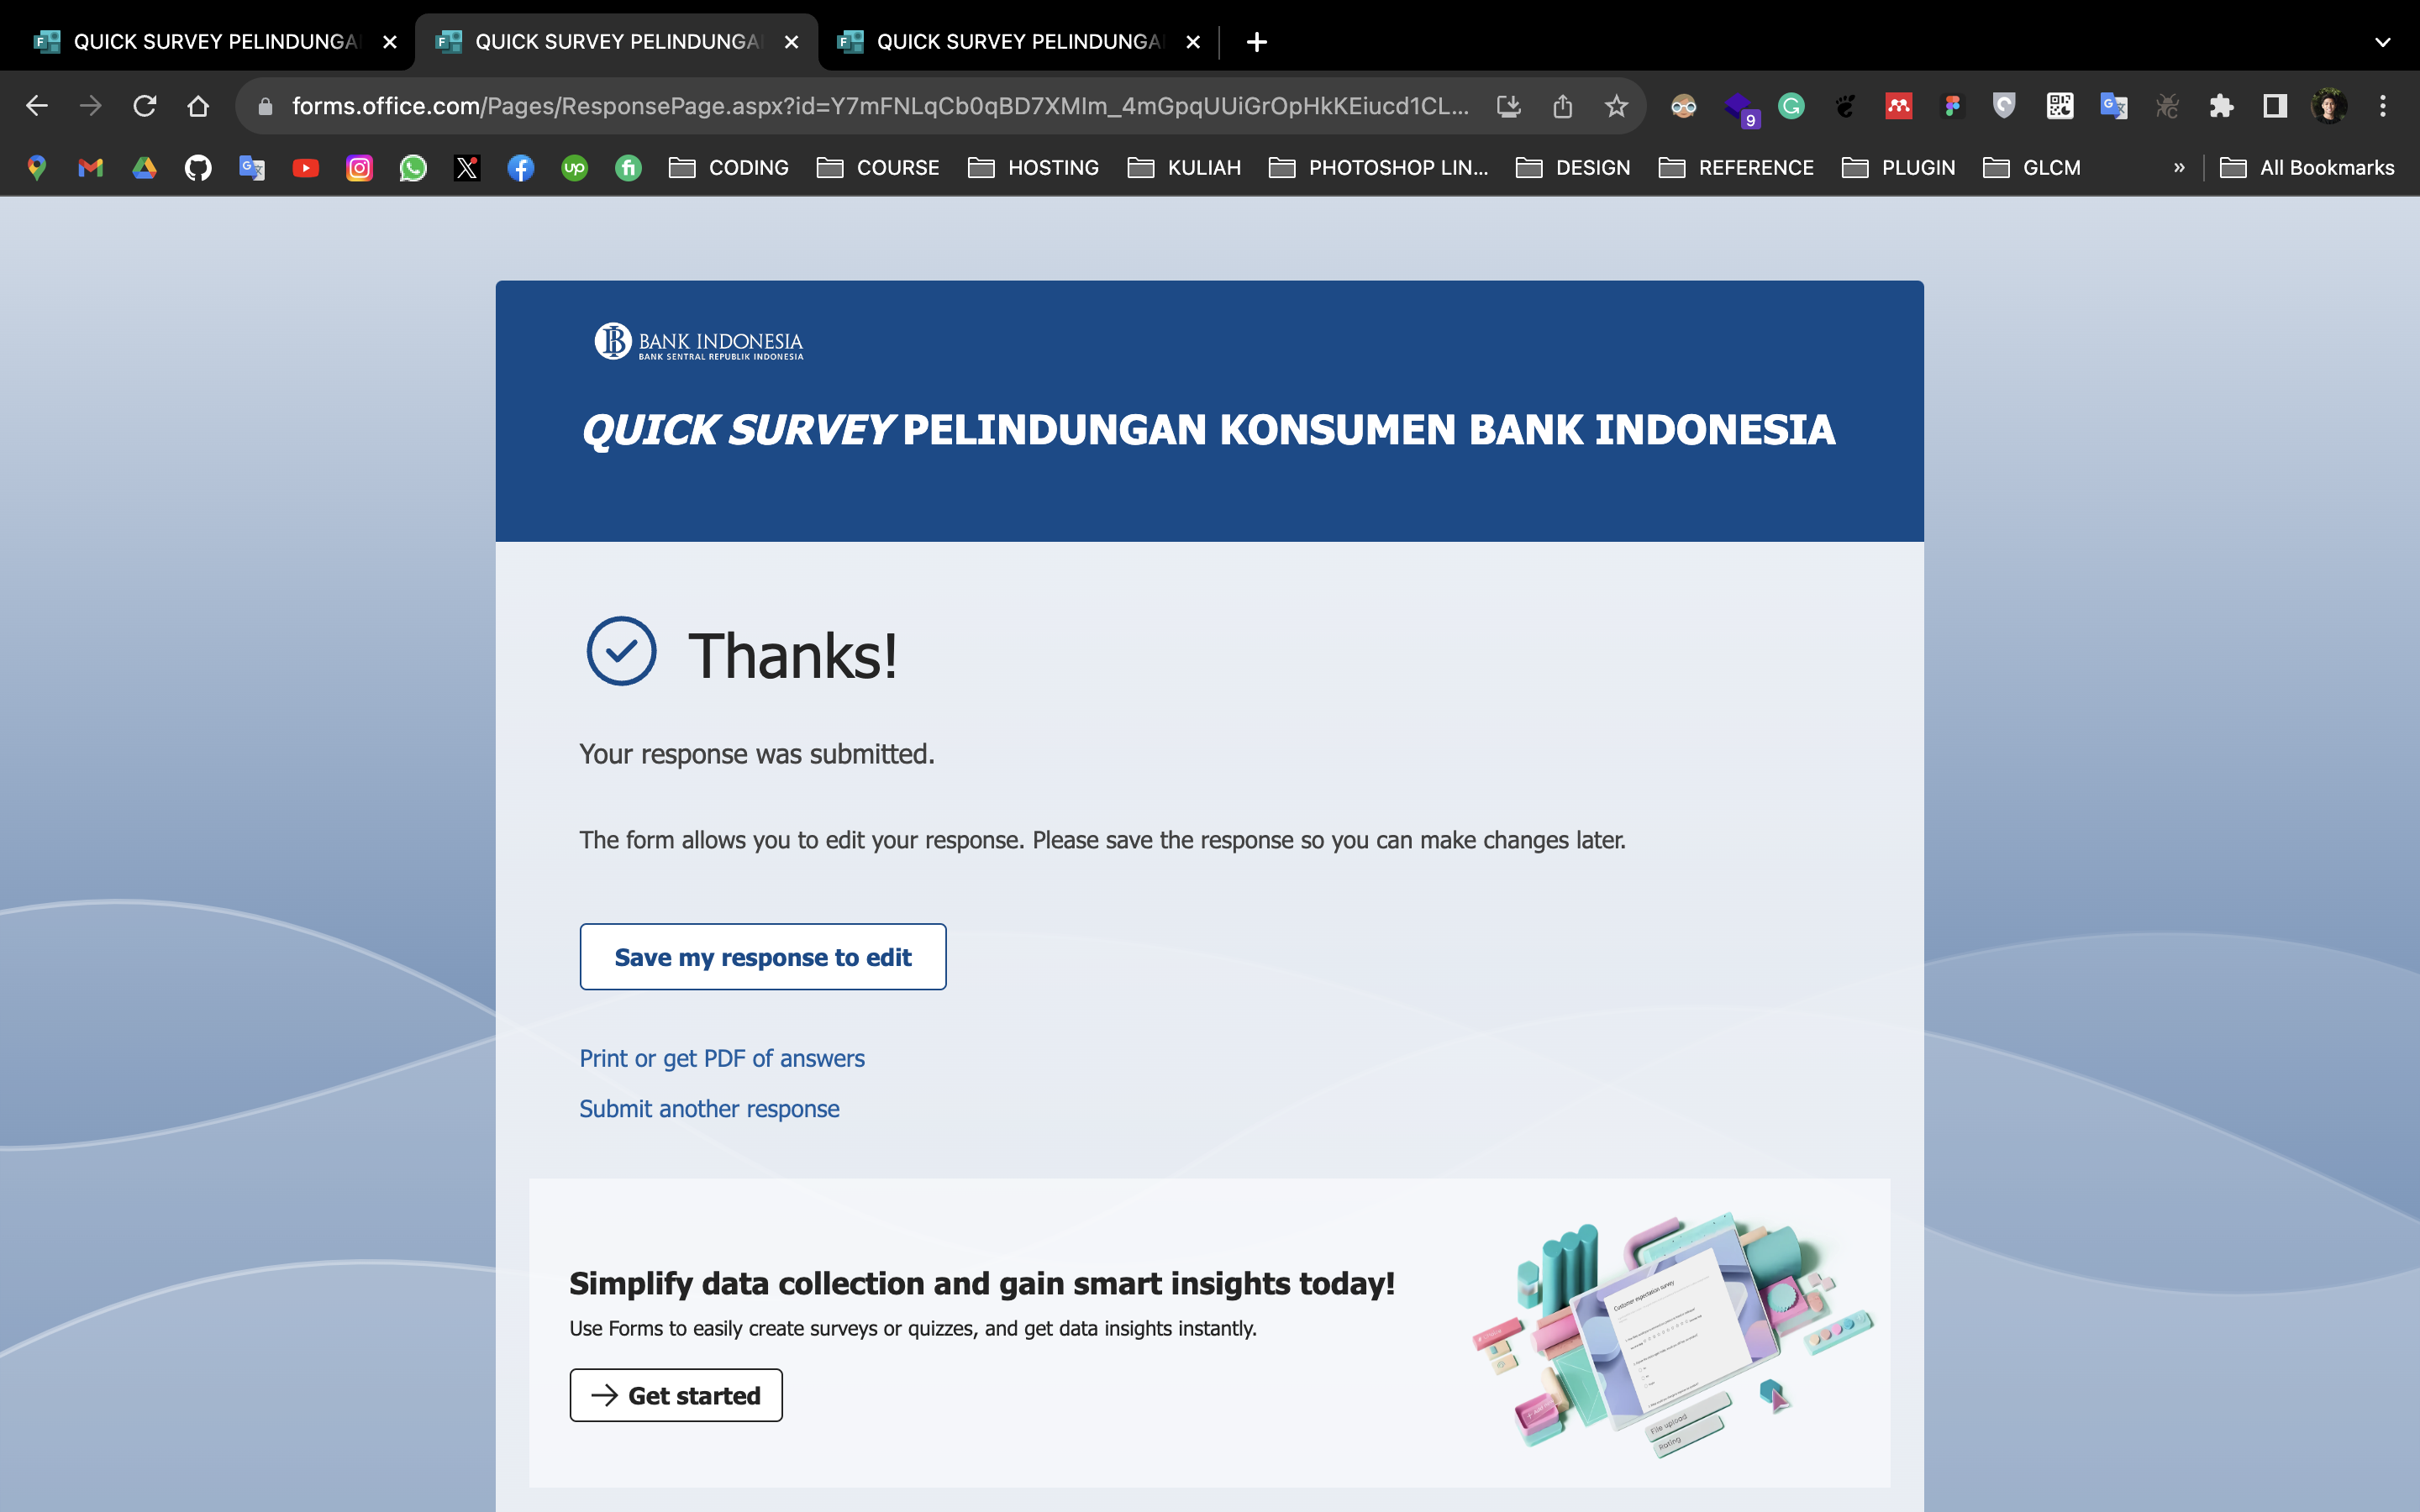 QUICK SURVEY PELINDUNGA
QUICK SURVEY PELINDUNGA
QUICK SURVEY PELINDUNGA
forms.office.com/Pages/ResponsePage.aspx?id=Y7mFNLqCb0qBD7XMIm_4mGpqUUiGrOpHkKEiucd1CL...
9
CODING
COURSE
HOSTING
KULIAH
PHOTOSHOP LIN...
DESIGN
REFERENCE
PLUGIN
GLCM
»
All Bookmarks
BANK INDONESIA
BANK SENTRAL REPUBLIK INDONESIA
QUICK SURVEY PELINDUNGAN KONSUMEN BANK INDONESIA
Thanks!
Your response was submitted.
The form allows you to edit your response. Please save the response so you can make changes later.
Save my response to edit
Print or get PDF of answers
Submit another response
Simplify data collection and gain smart insights today!
Use Forms to easily create surveys or quizzes, and get data insights instantly.
Get started
Customer expectation survey
File upload
Rating